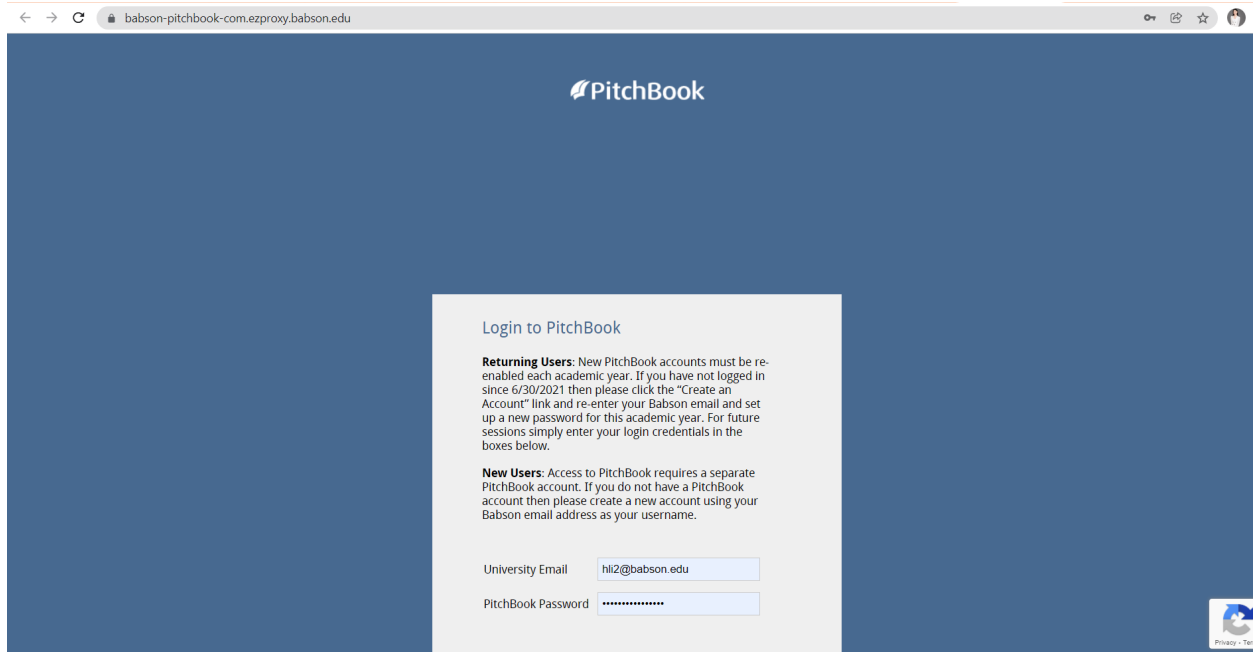 babson-pitchbook-com.ezproxy.babson.edu
PitchBook
Login to PitchBook
Returning Users: New PitchBook accounts must be re-
enabled each academic year. If you have not logged in
since 6/30/2021 then please click the “Create an
Account” link and re-enter your Babson email and set
up a new password for this academic year. For future
sessions simply enter your login credentials in the
boxes below.
New Users: Access to PitchBook requires a separate
PitchBook account. If you do not have a PitchBook
account then please create a new account using your
Babson email address as your username.
University Email hli2@babson.edu
PitchBook Password •••••••••••••••
Privacy - Ter